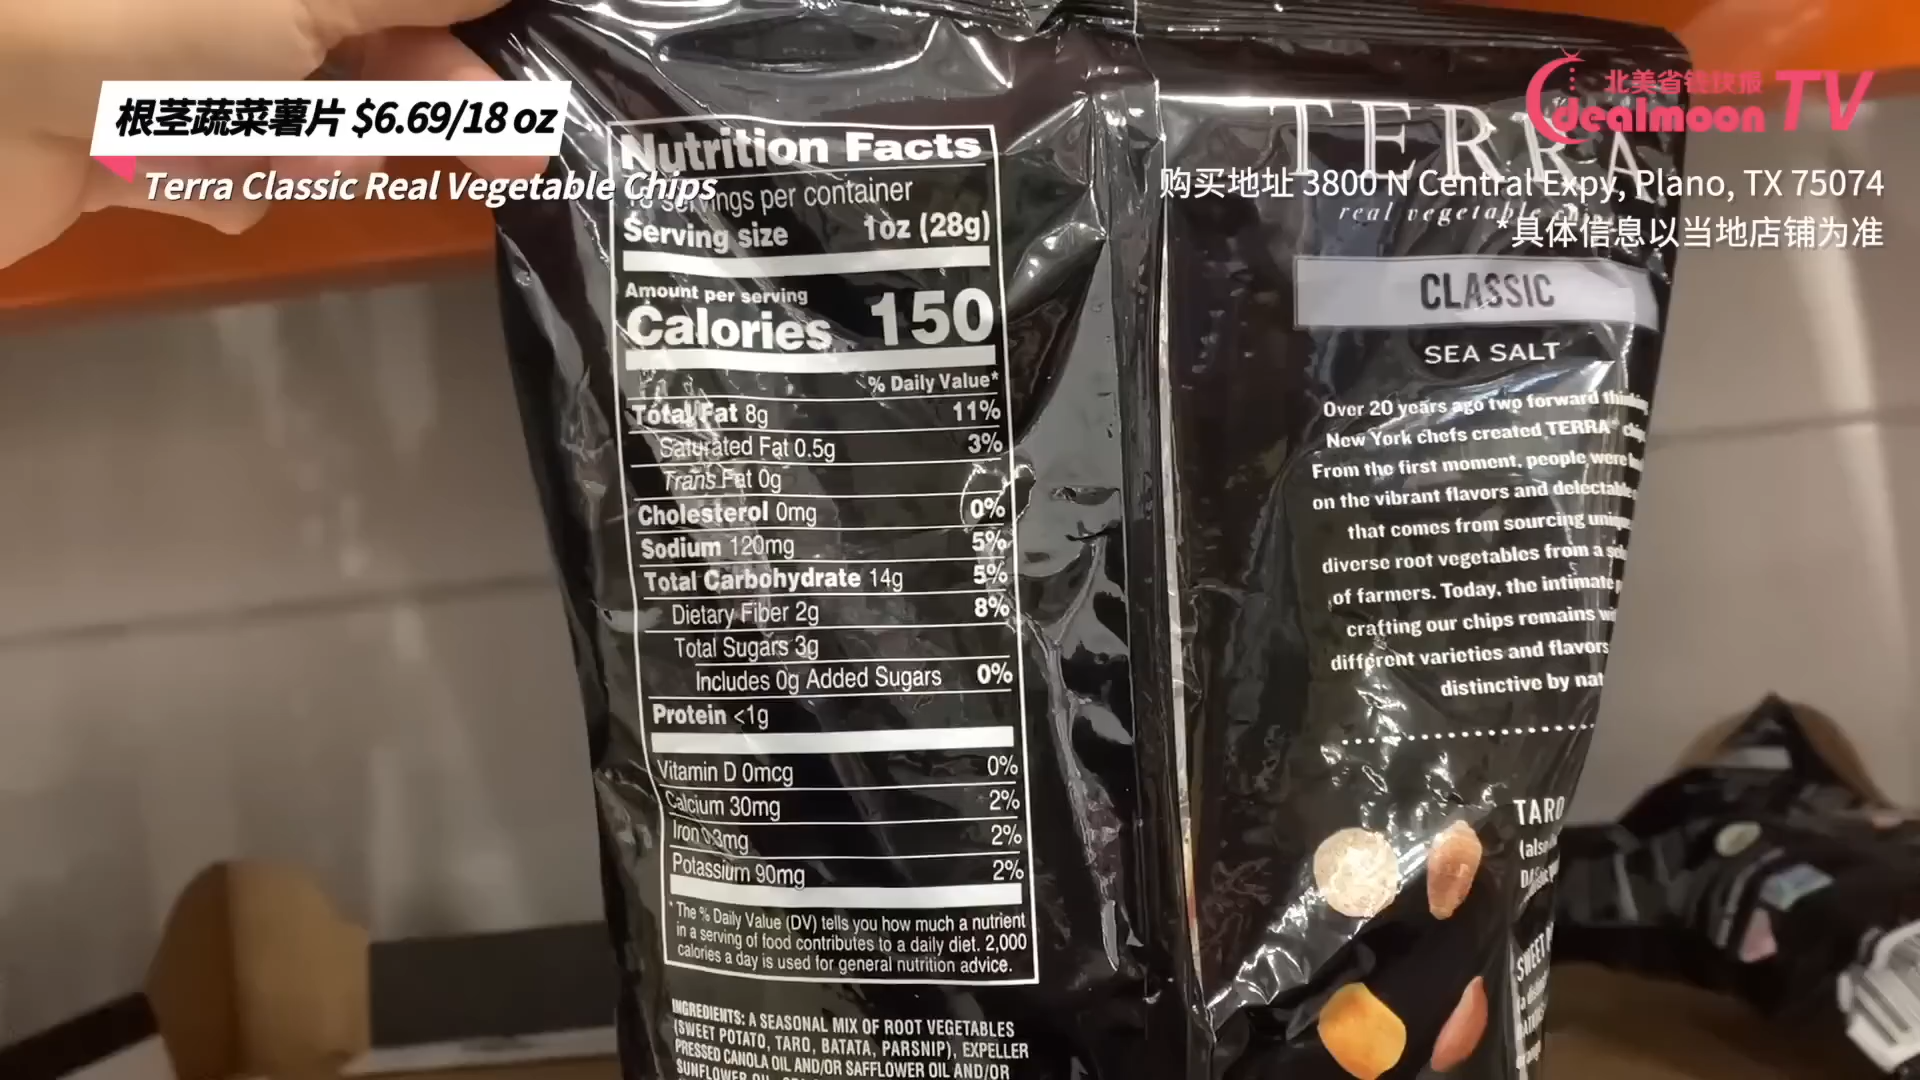 根茎蔬菜薯片 $6.69/18 oz
Terra Classic Real Vegetable Chips
北美省钱快报
dealmoon TV
购买地址 3800 N Central Expy, Plano, TX 75074
*具体信息以当地店铺为准
Nutrition Facts
servings per container
Serving size 1oz (28g)
Amount per serving
Calories 150
% Daily Value*
Total Fat 8g 11%
Saturated Fat 0.5g 3%
Trans Fat 0g
Cholesterol 0mg 0%
Sodium 120mg 5%
Total Carbohydrate 14g 5%
Dietary Fiber 2g 8%
Total Sugars 3g
Includes 0g Added Sugars 0%
Protein <1g
Vitamin D 0mcg 0%
Calcium 30mg 2%
Iron 0.3mg 2%
Potassium 90mg 2%
* The % Daily Value (DV) tells you how much a nutrient
in a serving of food contributes to a daily diet. 2,000
calories a day is used for general nutrition advice.
INGREDIENTS: A SEASONAL MIX OF ROOT VEGETABLES
(SWEET POTATO, TARO, BATATA, PARSNIP), EXPELLER
PRESSED CANOLA OIL AND/OR SAFFLOWER OIL AND/OR
SUNFLOWER OIL
TERRA
real vegetable
CLASSIC
SEA SALT
Over 20 years ago two forward
New York chefs created TERRA®
From the first moment, people were
on the vibrant flavors and delectable
that comes from sourcing
diverse root vegetables from a
of farmers. Today, the intimate
crafting our chips remains
different varieties and flavors
distinctive by
TARO
SWEET